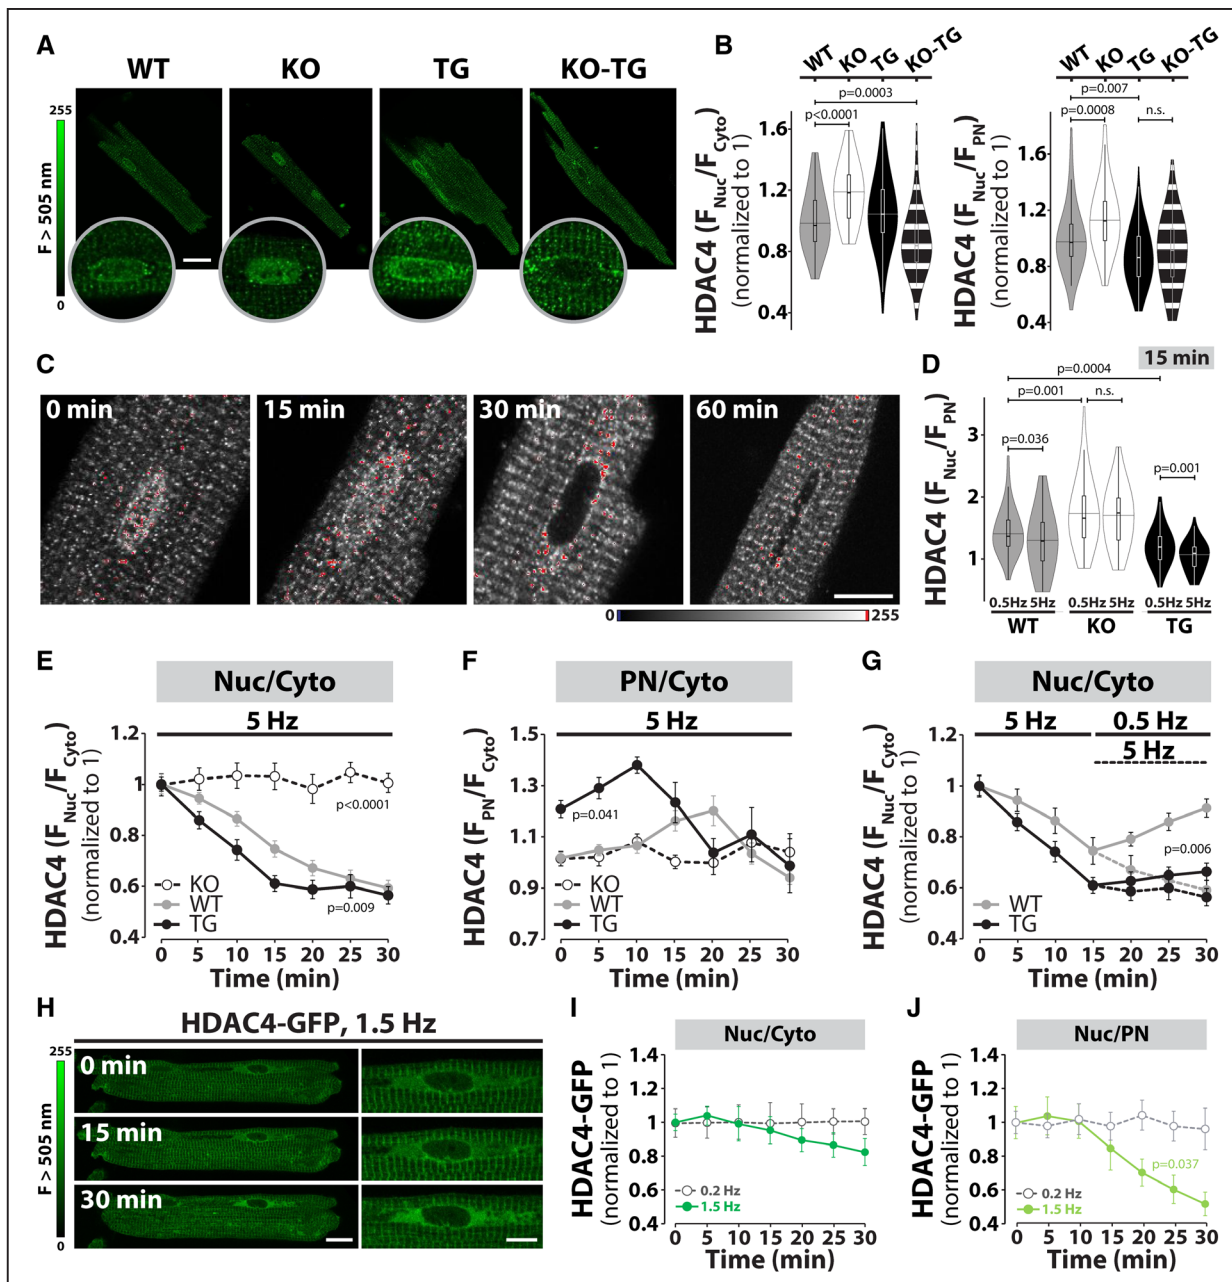 A
WT
KO
TG
KO-TG
255
F > 505 nm
0
B
WT
KO
TG
KO-TG
p=0.0003
p<0.0001
HDAC4 (FNuc/FCyto)
(normalized to 1)
1.6
1.2
0.8
0.4
WT
KO
TG
KO-TG
p=0.007
p=0.0008
n.s.
HDAC4 (FNuc/FPN)
(normalized to 1)
1.6
1.2
0.8
0.4
C
0 min
15 min
30 min
60 min
0
255
D
15 min
p=0.0004
p=0.001
n.s.
p=0.036
p=0.001
HDAC4 (FNuc/FPN)
3
2
1
0.5Hz 5Hz 0.5Hz 5Hz 0.5Hz 5Hz
WT KO TG
E
Nuc/Cyto
5 Hz
HDAC4 (FNuc/FCyto)
(normalized to 1)
1.2
1
0.8
0.6
0.4
p<0.0001
p=0.009
KO
WT
TG
0 5 10 15 20 25 30
Time (min)
F
PN/Cyto
5 Hz
HDAC4 (FPN/FCyto)
(normalized to 1)
1.5
1.3
1.1
0.9
0.7
p=0.041
KO
WT
TG
0 5 10 15 20 25 30
Time (min)
G
Nuc/Cyto
5 Hz 0.5 Hz
5 Hz
HDAC4 (FNuc/FCyto)
(normalized to 1)
1.2
1
0.8
0.6
0.4
p=0.006
WT
TG
0 5 10 15 20 25 30
Time (min)
H
HDAC4-GFP, 1.5 Hz
255
F > 505 nm
0
0 min
15 min
30 min
I
Nuc/Cyto
HDAC4-GFP
(normalized to 1)
1.4
1.2
1
0.8
0.6
0.4
0.2 Hz
1.5 Hz
0 5 10 15 20 25 30
Time (min)
J
Nuc/PN
HDAC4-GFP
(normalized to 1)
1.4
1.2
1
0.8
0.6
0.4
p=0.037
0.2 Hz
1.5 Hz
0 5 10 15 20 25 30
Time (min)